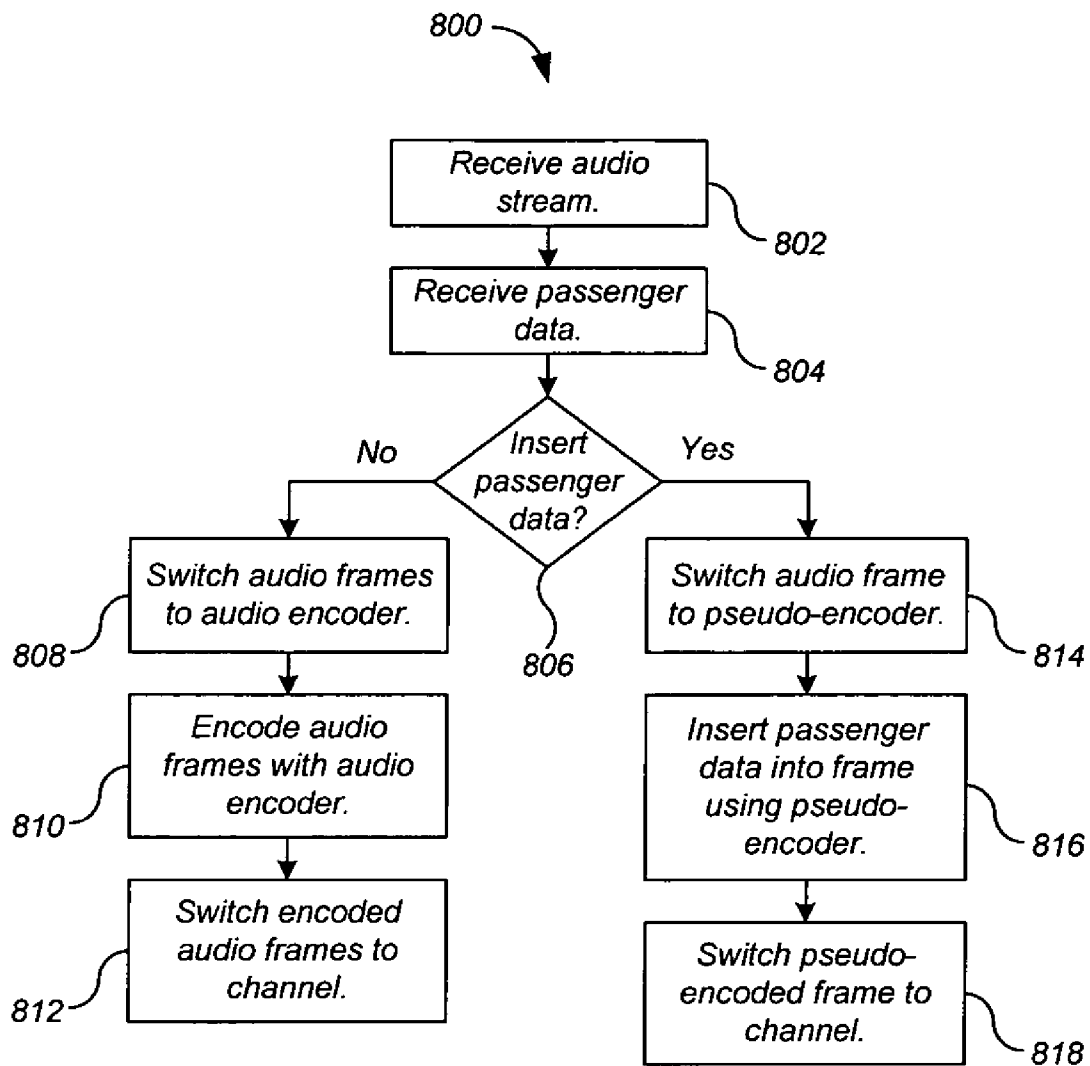 800
Receive audio
stream.
802
Receive passenger
data.
804
Insert
passenger
data?
806
No
Yes
Switch audio frames
to audio encoder.
808
Encode audio
frames with audio
encoder.
810
Switch encoded
audio frames to
channel.
812
Switch audio frame
to pseudo-encoder.
814
Insert passenger
data into frame
using pseudo-
encoder.
816
Switch pseudo-
encoded frame to
channel.
818